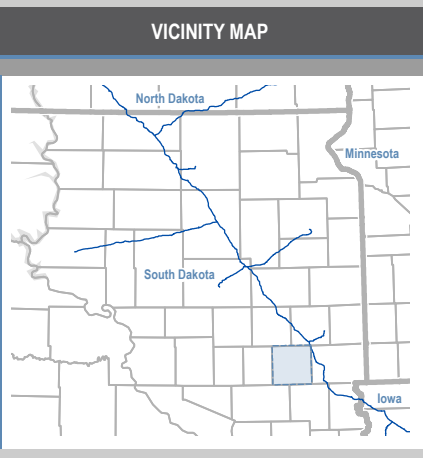 VICINITY MAP
North Dakota
Minnesota
South Dakota
Iowa